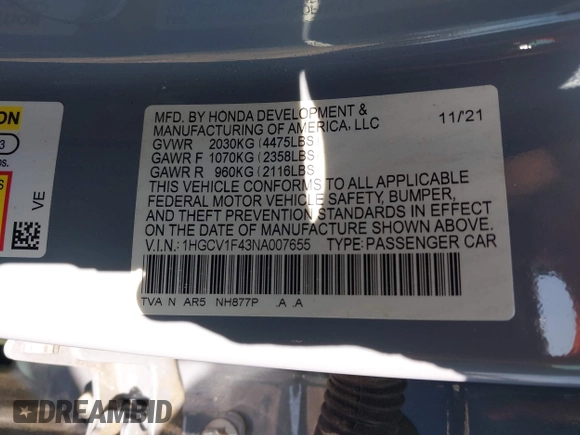 MFD. BY HONDA DEVELOPMENT & 11/21
MANUFACTURING OF AMERICA, LLC
GVWR 2030KG (4475LBS)
GAWR F 1070KG (2358LBS)
GAWR R 960KG (2116LBS)
THIS VEHICLE CONFORMS TO ALL APPLICABLE
FEDERAL MOTOR VEHICLE SAFETY, BUMPER,
AND THEFT PREVENTION STANDARDS IN EFFECT
ON THE DATE OF MANUFACTURE SHOWN ABOVE.
V.I.N.: 1HGCV1F43NA007655 TYPE: PASSENGER CAR
TVA N AR5 NH877P .A .A
ON
3
os.
VE
DREAMBID